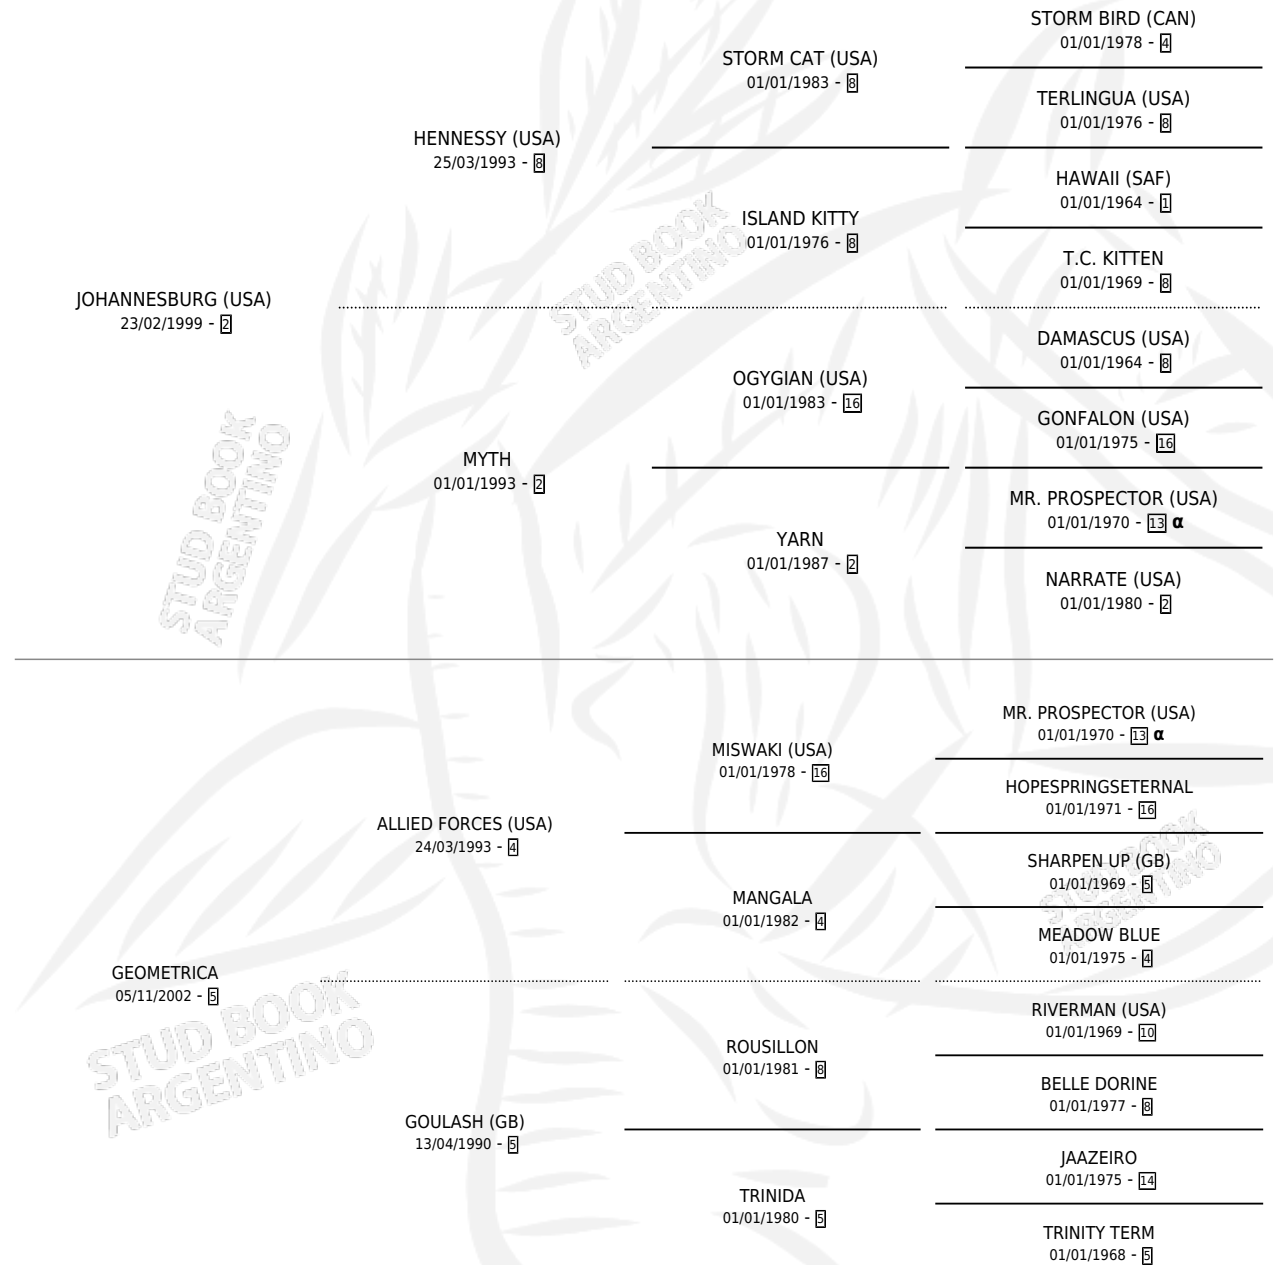 STORM BIRD (CAN)
01/01/1978 - 4
STORM CAT (USA)
01/01/1983 - 8
TERLINGUA (USA)
01/01/1976 - 8
HENNESSY (USA)
25/03/1993 - 8
HAWAII (SAF)
01/01/1964 - 1
ISLAND KITTY
01/01/1976 - 8
T.C. KITTEN
01/01/1969 - 8
JOHANNESBURG (USA)
23/02/1999 - 2
DAMASCUS (USA)
01/01/1964 - 8
OGYGIAN (USA)
01/01/1983 - 16
GONFALON (USA)
01/01/1975 - 16
MYTH
01/01/1993 - 2
MR. PROSPECTOR (USA)
01/01/1970 - 13 α
YARN
01/01/1987 - 2
NARRATE (USA)
01/01/1980 - 2
MR. PROSPECTOR (USA)
01/01/1970 - 13 α
MISWAKI (USA)
01/01/1978 - 16
HOPESPRINGSETERNAL
01/01/1971 - 16
ALLIED FORCES (USA)
24/03/1993 - 4
SHARPEN UP (GB)
01/01/1969 - 5
MANGALA
01/01/1982 - 4
MEADOW BLUE
01/01/1975 - 4
GEOMETRICA
05/11/2002 - 5
RIVERMAN (USA)
01/01/1969 - 10
ROUSILLON
01/01/1981 - 8
BELLE DORINE
01/01/1977 - 8
GOULASH (GB)
13/04/1990 - 5
JAAZEIRO
01/01/1975 - 14
TRINIDA
01/01/1980 - 5
TRINITY TERM
01/01/1968 - 5
STUD BOOK
ARGENTINO
STUD BOOK
ARGENTINO
STUD BOOK
ARGENTINO
STUD BOOK
ARGENTINO